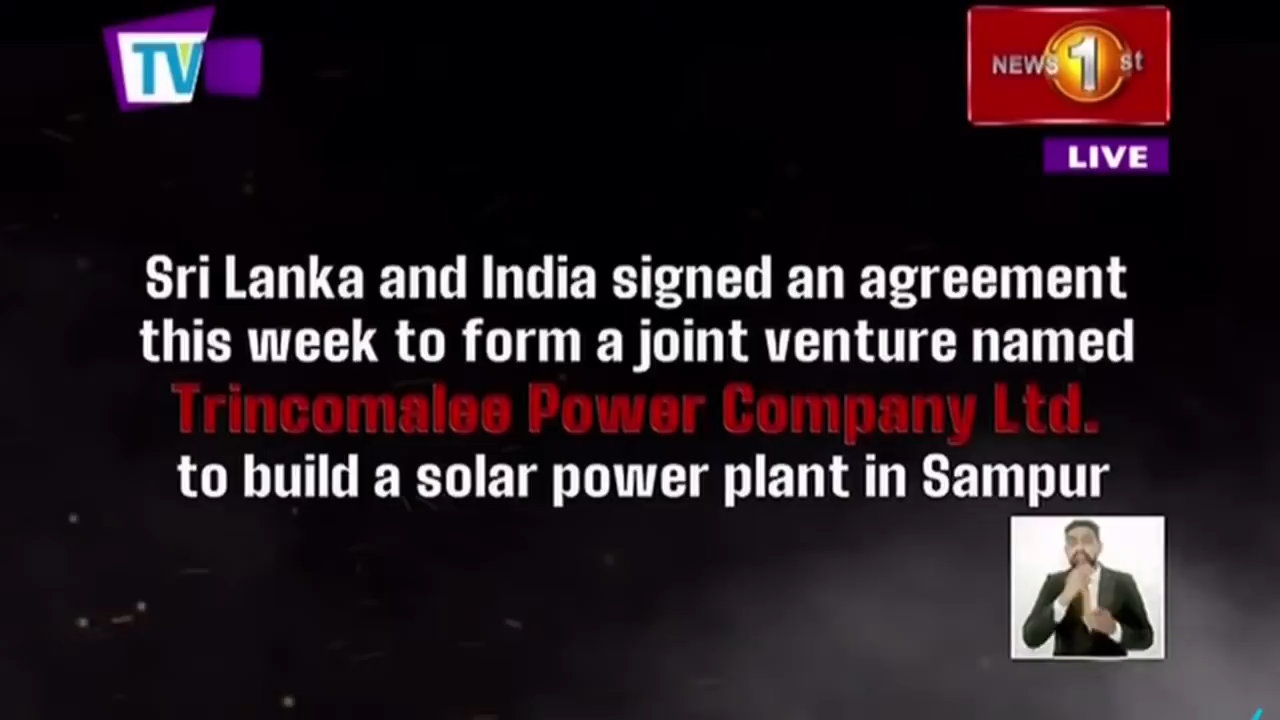 TV
NEWS 1st
LIVE
Sri Lanka and India signed an agreement
this week to form a joint venture named
Trincomalee Power Company Ltd.
to build a solar power plant in Sampur